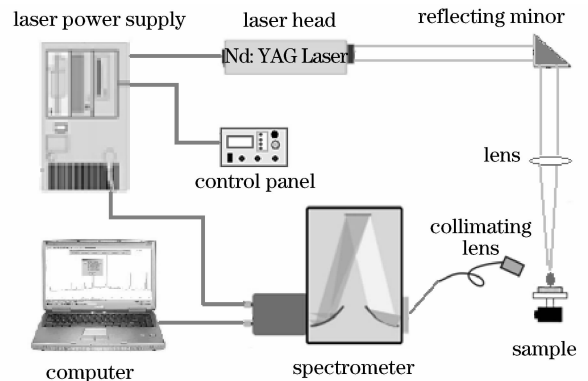 laser power supply
laser head
reflecting minor
Nd: YAG Laser
control panel
lens
collimating
lens
computer
spectrometer
sample